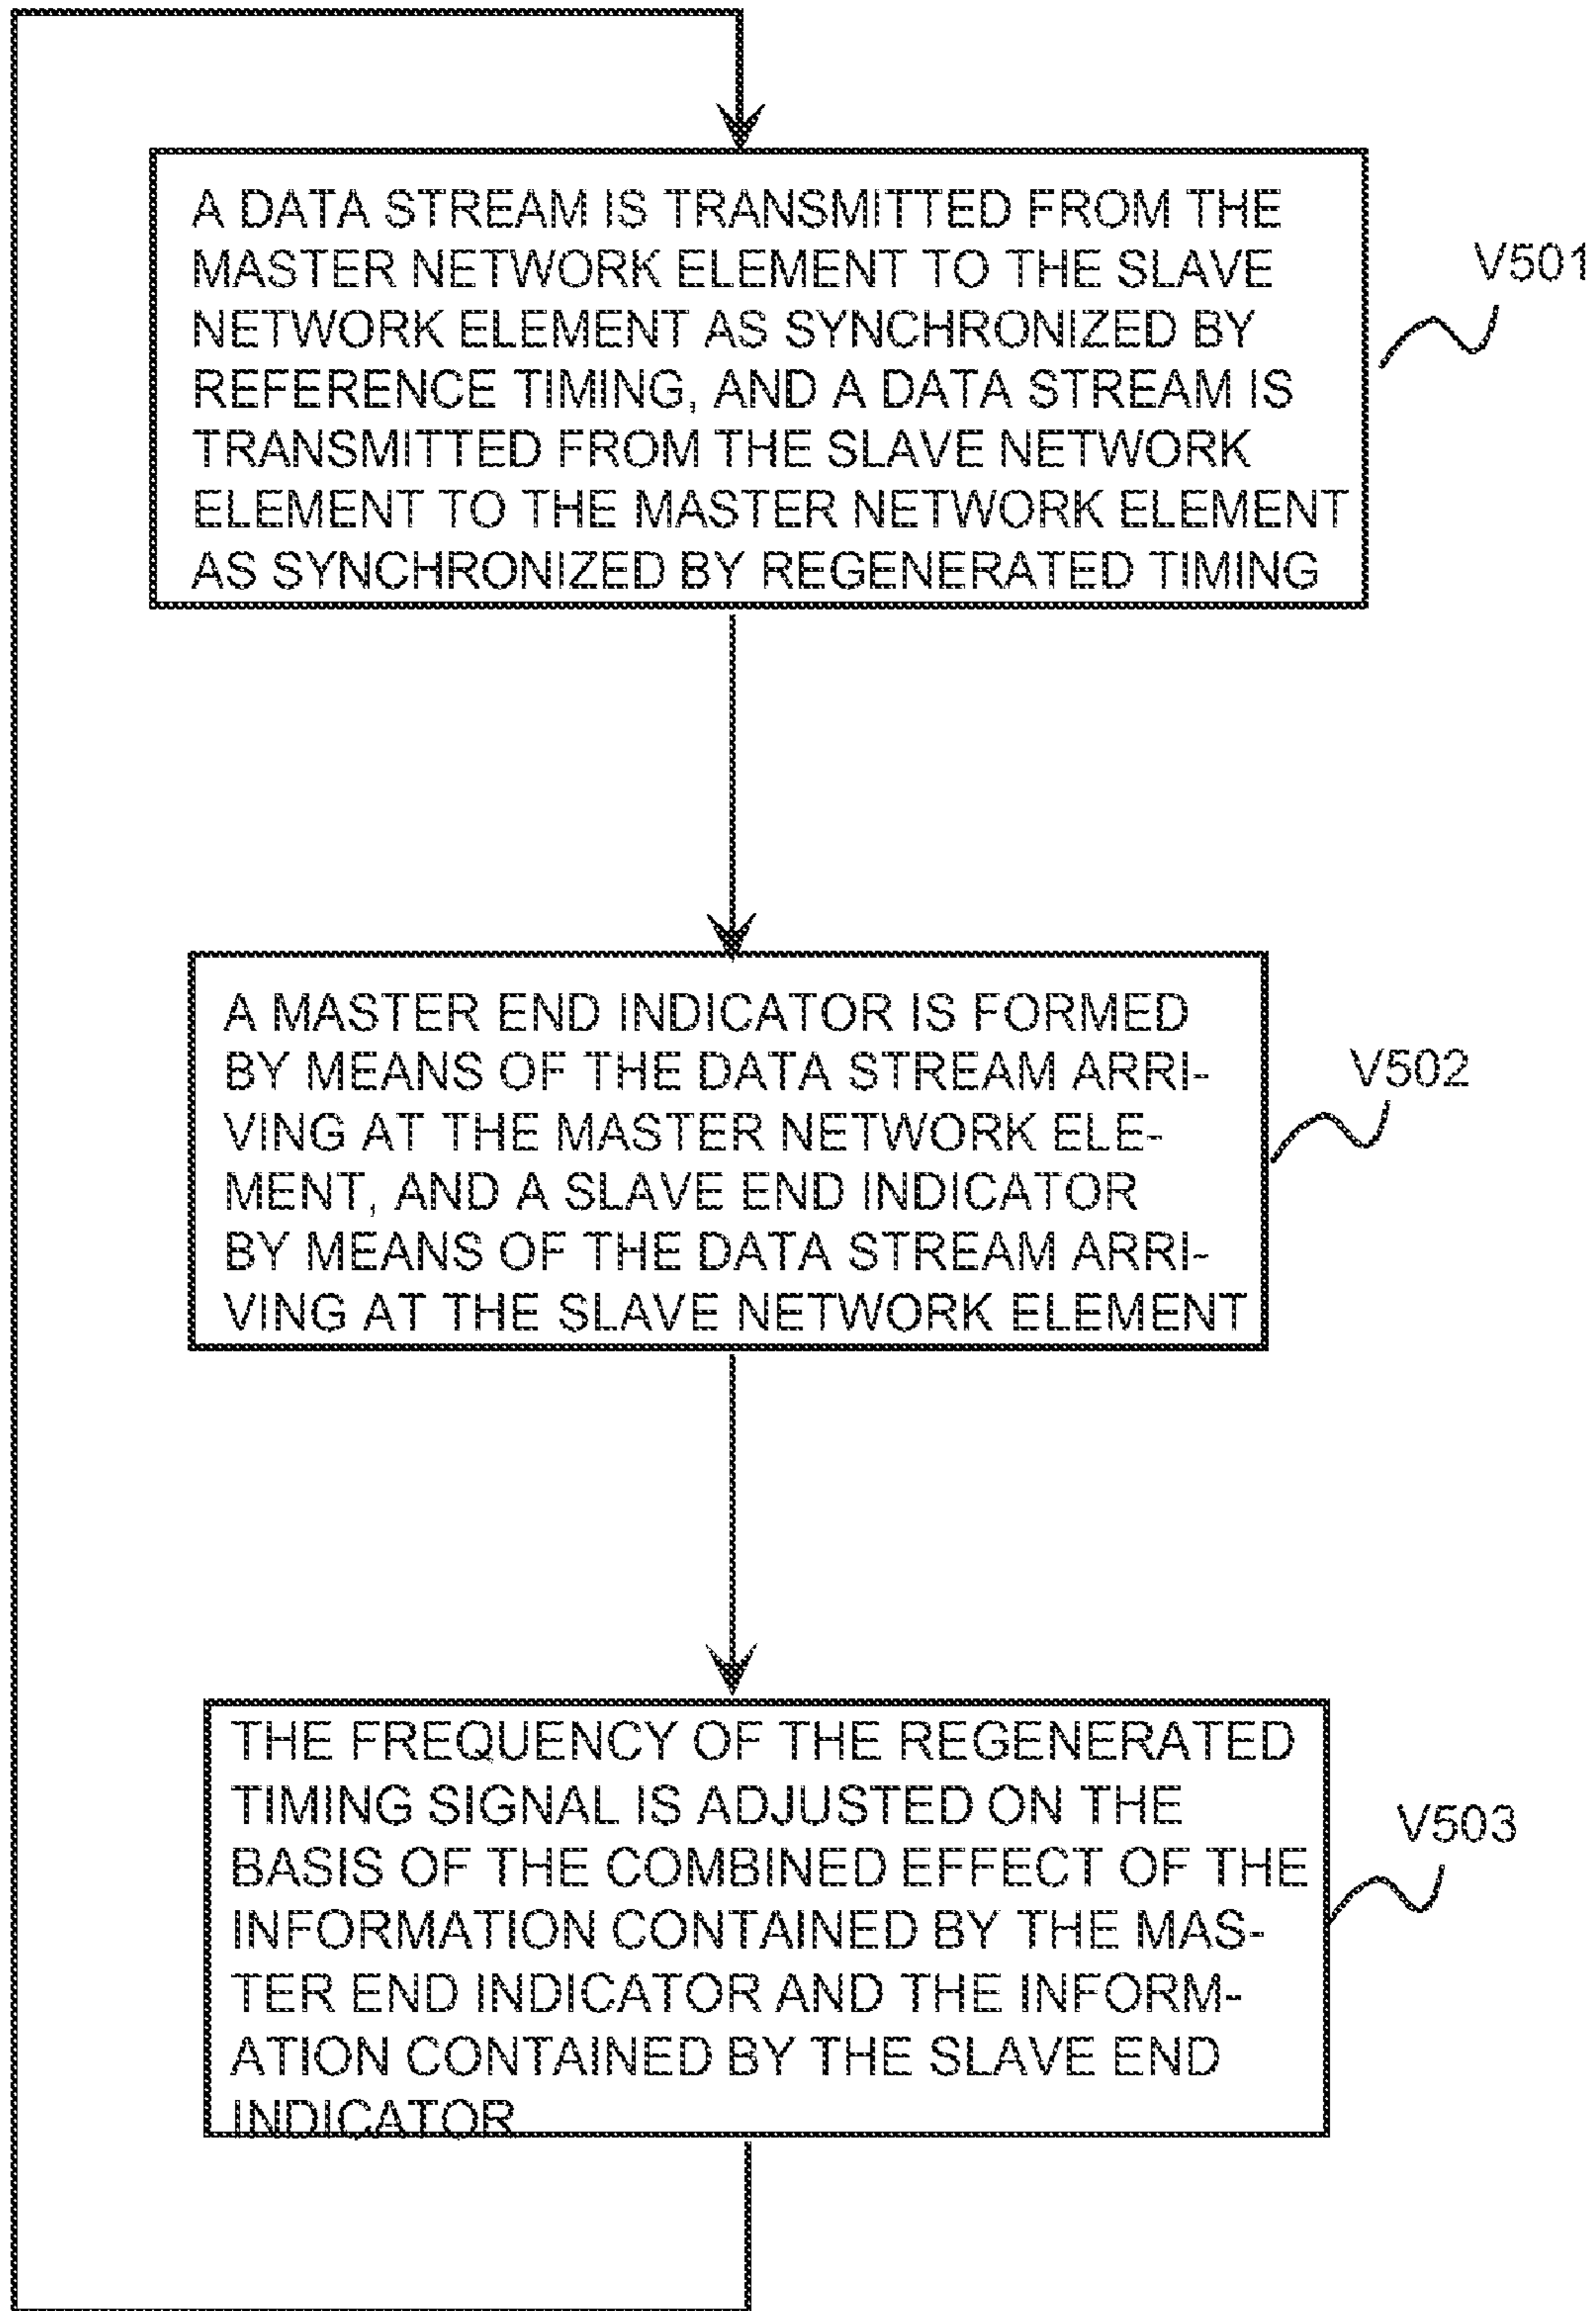 A DATA STREAM IS TRANSMITTED FROM THE
MASTER NETWORK ELEMENT TO THE SLAVE
NETWORK ELEMENT AS SYNCHRONIZED BY
REFERENCE TIMING, AND A DATA STREAM IS
TRANSMITTED FROM THE SLAVE NETWORK
ELEMENT TO THE MASTER NETWORK ELEMENT
AS SYNCHRONIZED BY REGENERATED TIMING
V501
A MASTER END INDICATOR IS FORMED
BY MEANS OF THE DATA STREAM ARRI-
VING AT THE MASTER NETWORK ELE-
MENT, AND A SLAVE END INDICATOR
BY MEANS OF THE DATA STREAM ARRI-
VING AT THE SLAVE NETWORK ELEMENT
V502
THE FREQUENCY OF THE REGENERATED
TIMING SIGNAL IS ADJUSTED ON THE
BASIS OF THE COMBINED EFFECT OF THE
INFORMATION CONTAINED BY THE MAS-
TER END INDICATOR AND THE INFORM-
ATION CONTAINED BY THE SLAVE END
INDICATOR
V503